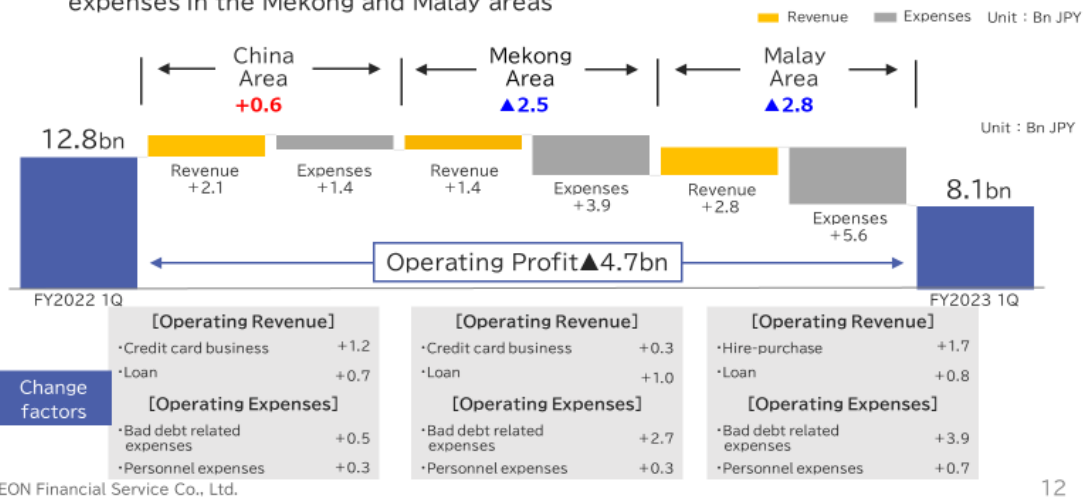 expenses in the Mekong and Malay areas
Revenue Expenses Unit：Bn JPY
China
Area
+0.6
Mekong
Area
▲2.5
Malay
Area
▲2.8
Unit：Bn JPY
12.8bn
Revenue
+2.1
Expenses
+1.4
Revenue
+1.4
Expenses
+3.9
Revenue
+2.8
Expenses
+5.6
8.1bn
Operating Profit▲4.7bn
FY2022 1Q
FY2023 1Q
Change
factors
[Operating Revenue]
・Credit card business +1.2
・Loan +0.7
[Operating Expenses]
・Bad debt related
expenses +0.5
・Personnel expenses +0.3
[Operating Revenue]
・Credit card business +0.3
・Loan +1.0
[Operating Expenses]
・Bad debt related
expenses +2.7
・Personnel expenses +0.3
[Operating Revenue]
・Hire-purchase +1.7
・Loan +0.8
[Operating Expenses]
・Bad debt related
expenses +3.9
・Personnel expenses +0.7
EON Financial Service Co., Ltd.
12